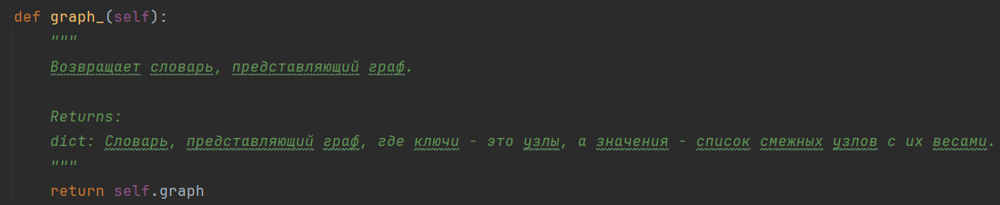 def graph_(self):
"""
Возвращает словарь, представляющий граф.
Returns:
dict: Словарь, представляющий граф, где ключи - это узлы, а значения - список смежных узлов с их весами.
"""
return self.graph